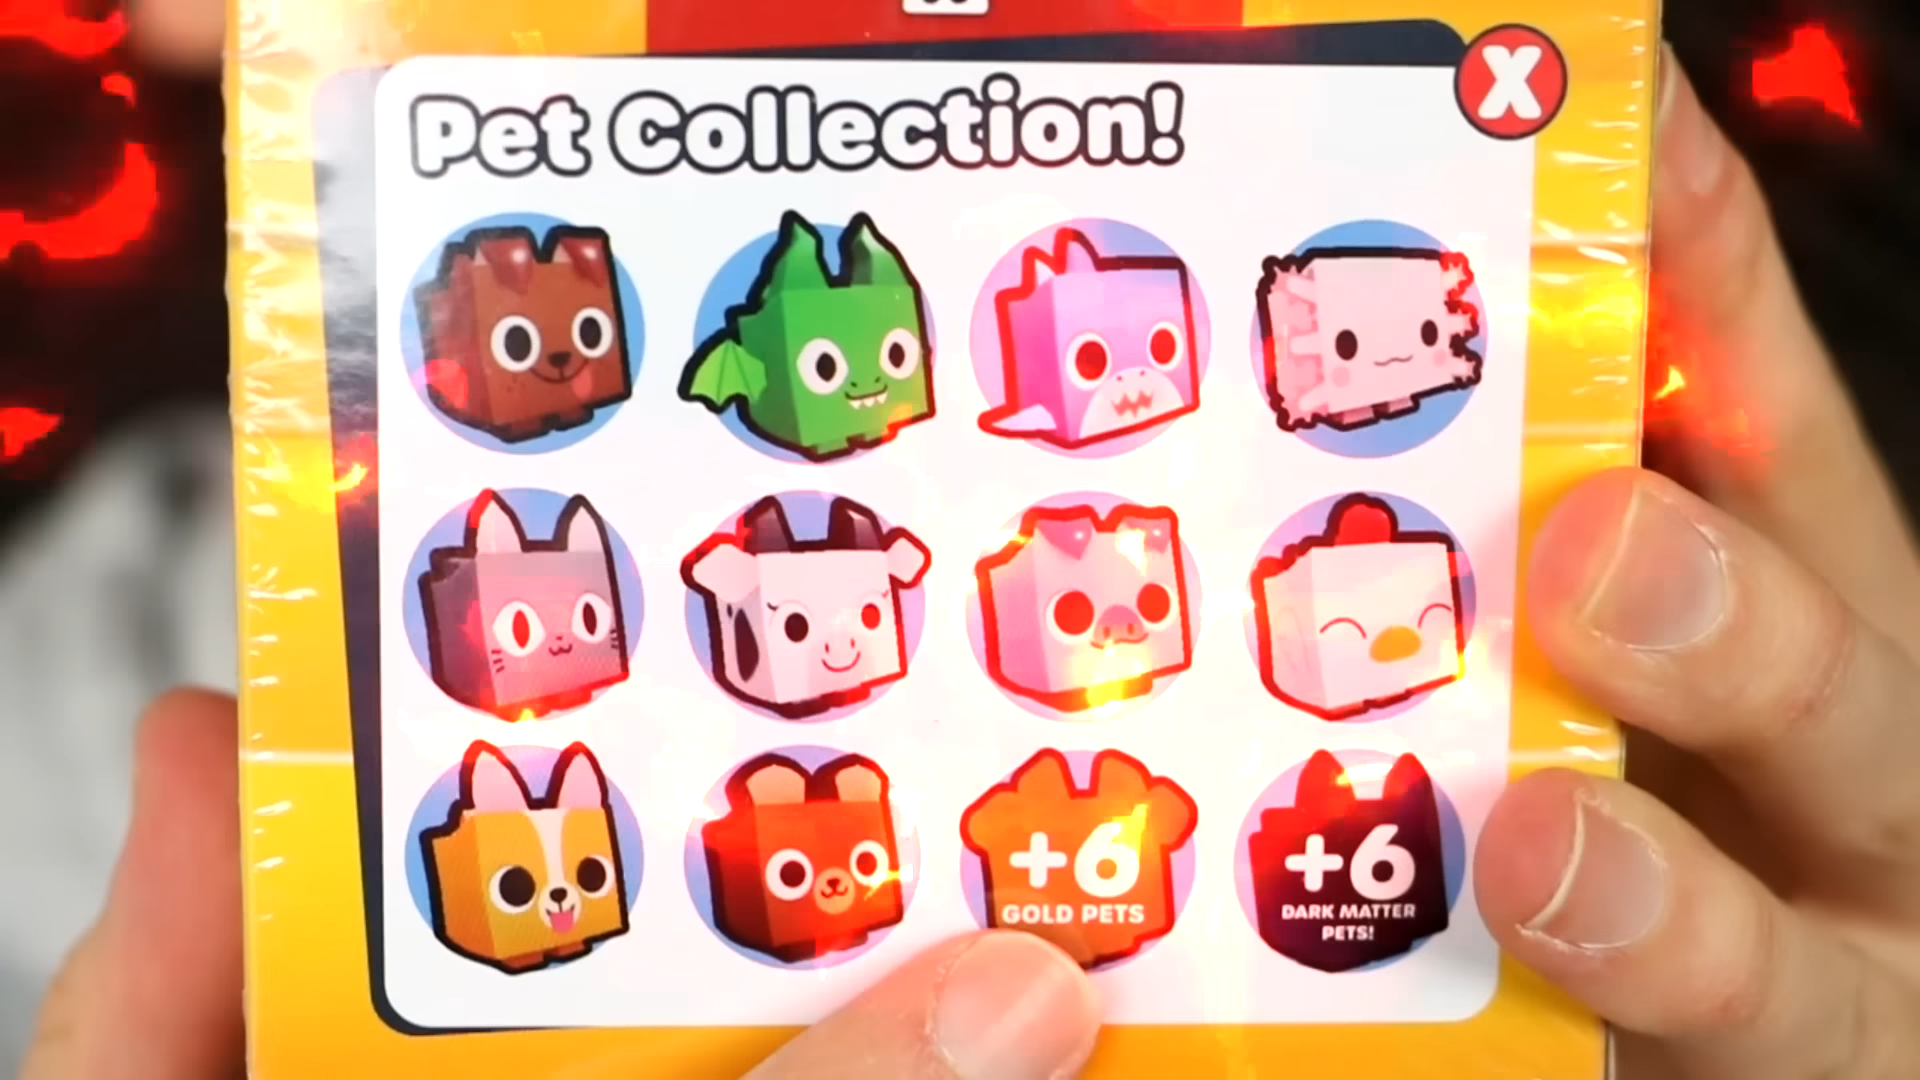 X
Pet Collection!
+6
GOLD PETS
+6
DARK MATTER
PETS!